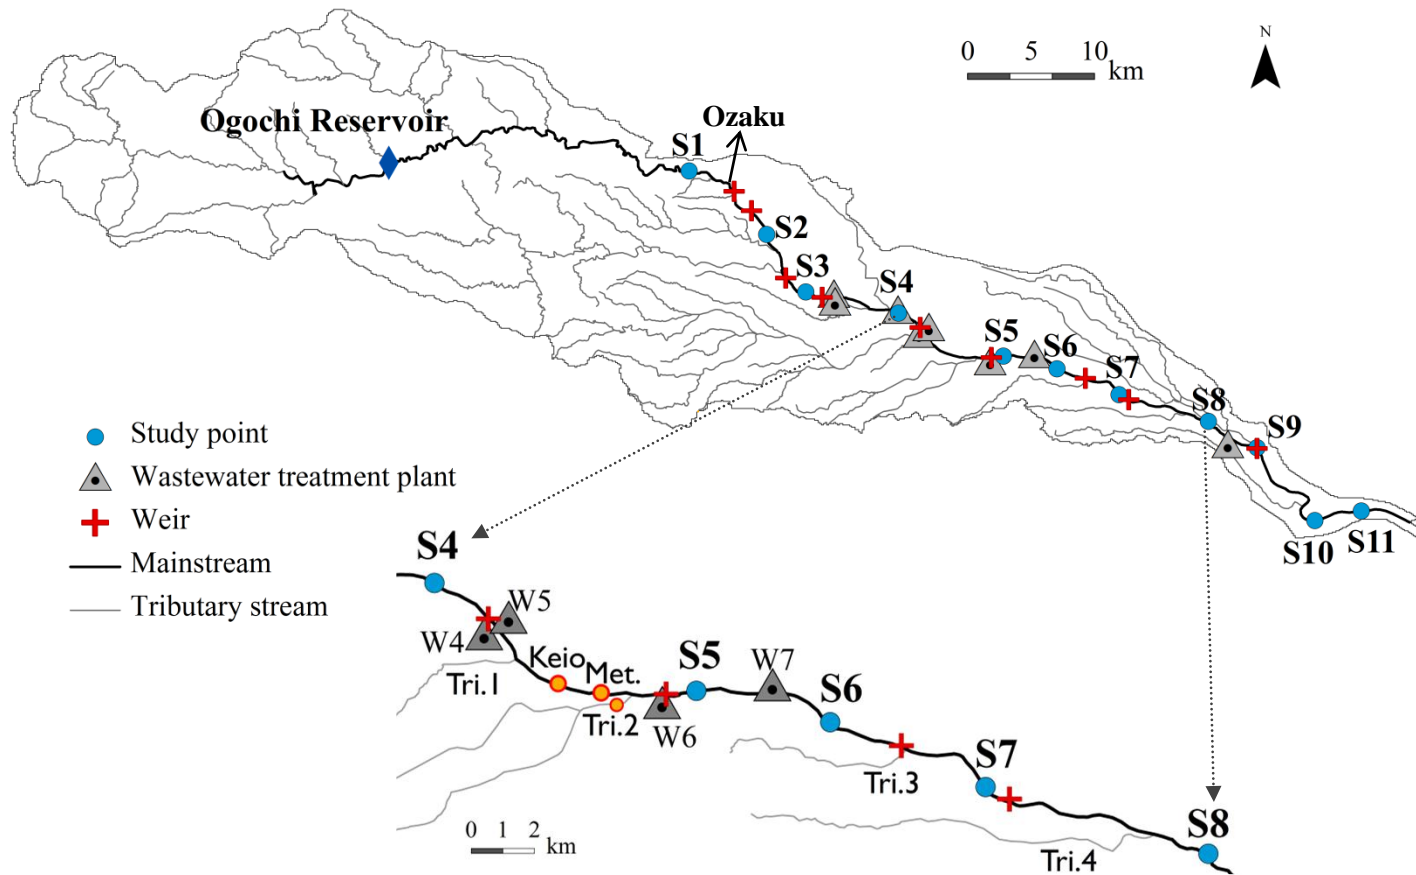 N
0 5 10
km
Ozaku
Ogochi Reservoir
S1
S2
S3
S4
S5
S6
S7
S8
S9
S10
S11
Study point
Wastewater treatment plant
Weir
Mainstream
Tributary stream
S4
W5
W4
Keio
Met.
Tri.1
Tri.2
S5
W6
W7
S6
Tri.3
S7
S8
Tri.4
0 1 2
km